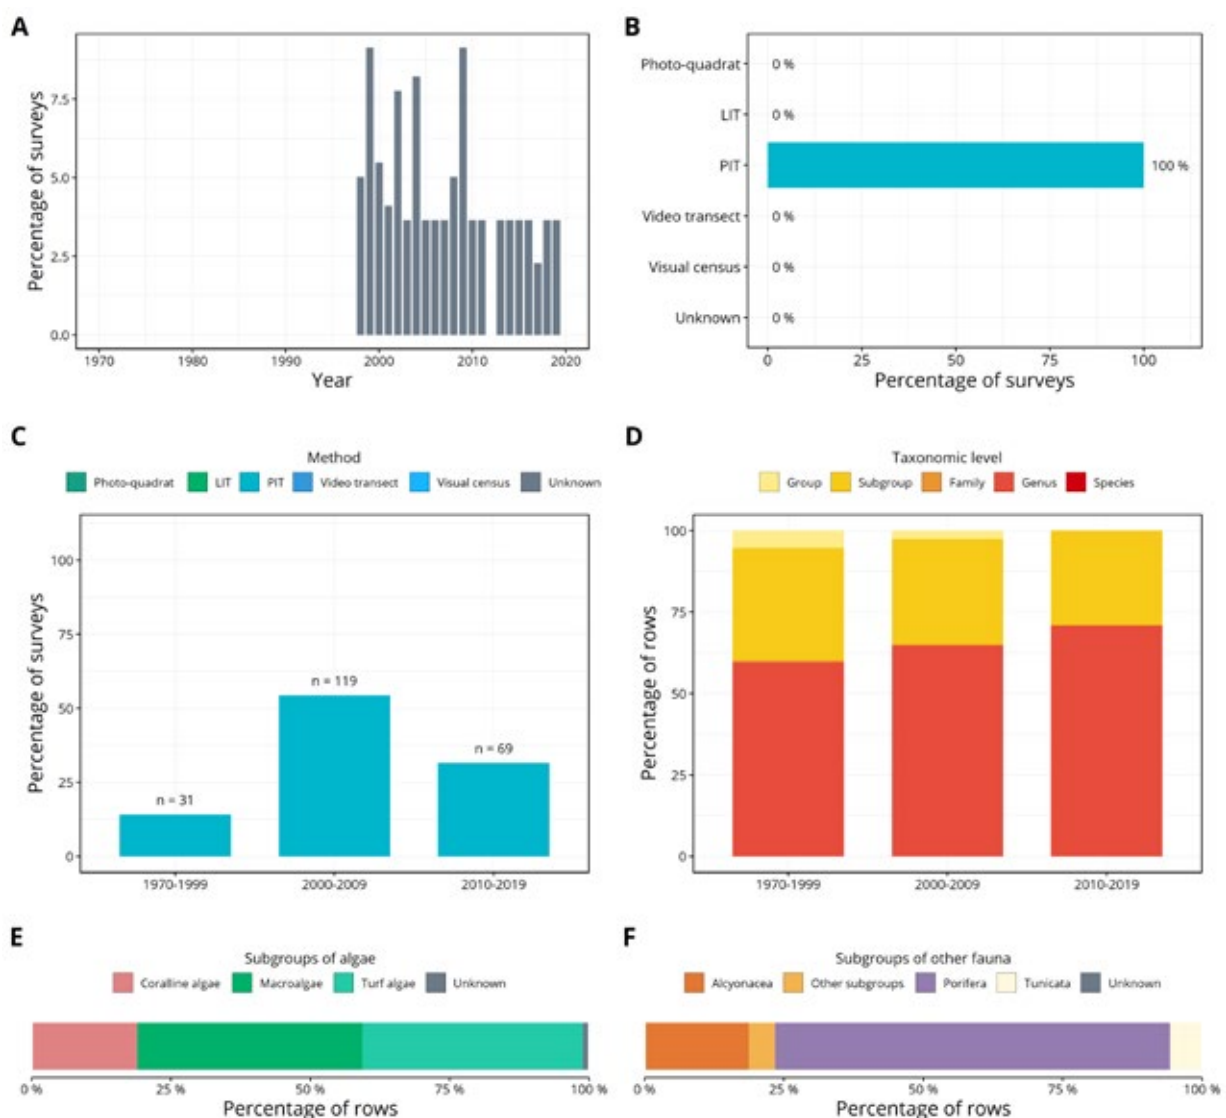 A
Percentage of surveys
7.5
5.0
2.5
0.0
1970 1980 1990 2000 2010 2020
Year
B
Photo-quadrat 0 %
LIT 0 %
PIT 100 %
Video transect 0 %
Visual census 0 %
Unknown 0 %
0 25 50 75 100
Percentage of surveys
C
Method
Photo-quadrat LIT PIT Video transect Visual census Unknown
Percentage of surveys
100
75
50
25
0
n = 31
n = 119
n = 69
1970-1999 2000-2009 2010-2019
D
Taxonomic level
Group Subgroup Family Genus Species
Percentage of rows
100
75
50
25
0
1970-1999 2000-2009 2010-2019
E
Subgroups of algae
Coralline algae Macroalgae Turf algae Unknown
0 % 25 % 50 % 75 % 100 %
Percentage of rows
F
Subgroups of other fauna
Alcyonacea Other subgroups Porifera Tunicata Unknown
0 % 25 % 50 % 75 % 100 %
Percentage of rows